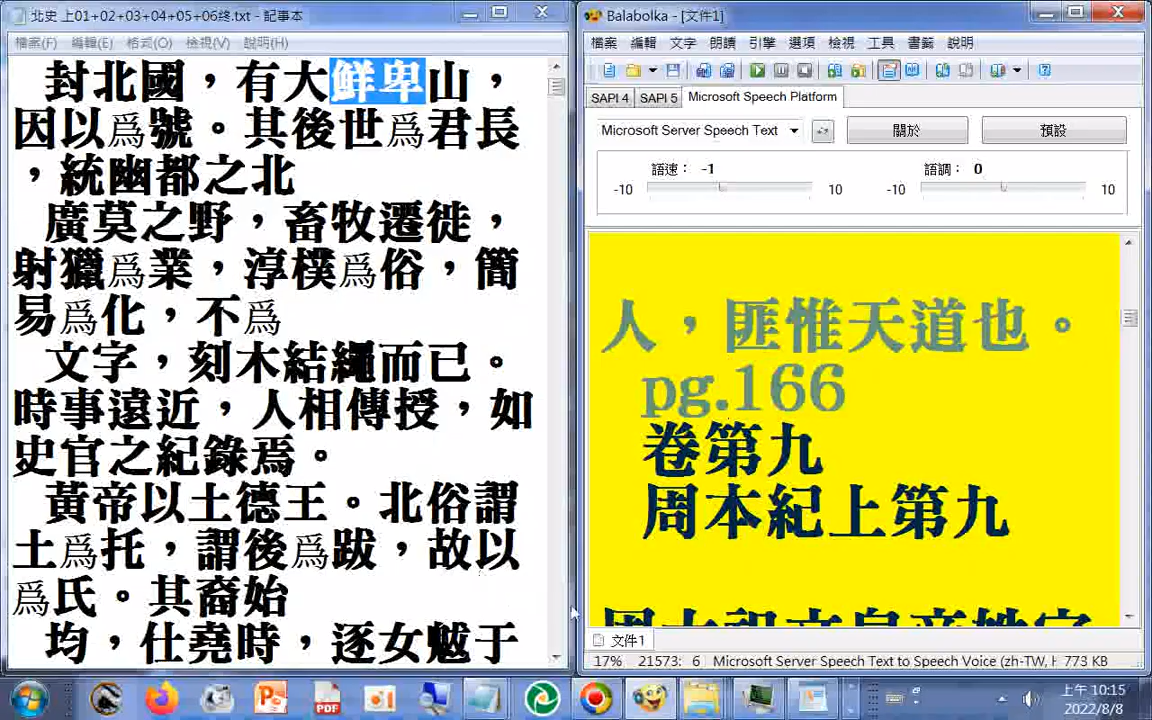 北史 上01+02+03+04+05+06终.txt - 記事本
檔案(F) 編輯(E) 格式(O) 檢視(V) 說明(H)
封北國，有大鮮卑山，
因以爲號。其後世爲君長
，統幽都之北
廣莫之野，畜牧遷徙，
射獵爲業，淳樸爲俗，簡
易爲化，不爲
文字，刻木結繩而已。
時事遠近，人相傳授，如
史官之紀錄焉。
黃帝以土德王。北俗謂
土爲托，謂後爲跋，故以
爲氏。其裔始
均，仕堯時，逐女魃于
Balabolka - [文件1]
檔案 編輯 文字 朗讀 引擎 選項 檢視 工具 書籤 說明
SAPI 4 SAPI 5 Microsoft Speech Platform
Microsoft Server Speech Text 關於 預設
語速： -1 語調： 0
-10 10 -10 10
人，匪惟天道也。
pg.166
卷第九
周本紀上第九
文件1
17% 21573: 6 Microsoft Server Speech Text to Speech Voice (zh-TW, H 773 KB
上午 10:15
2022/8/8